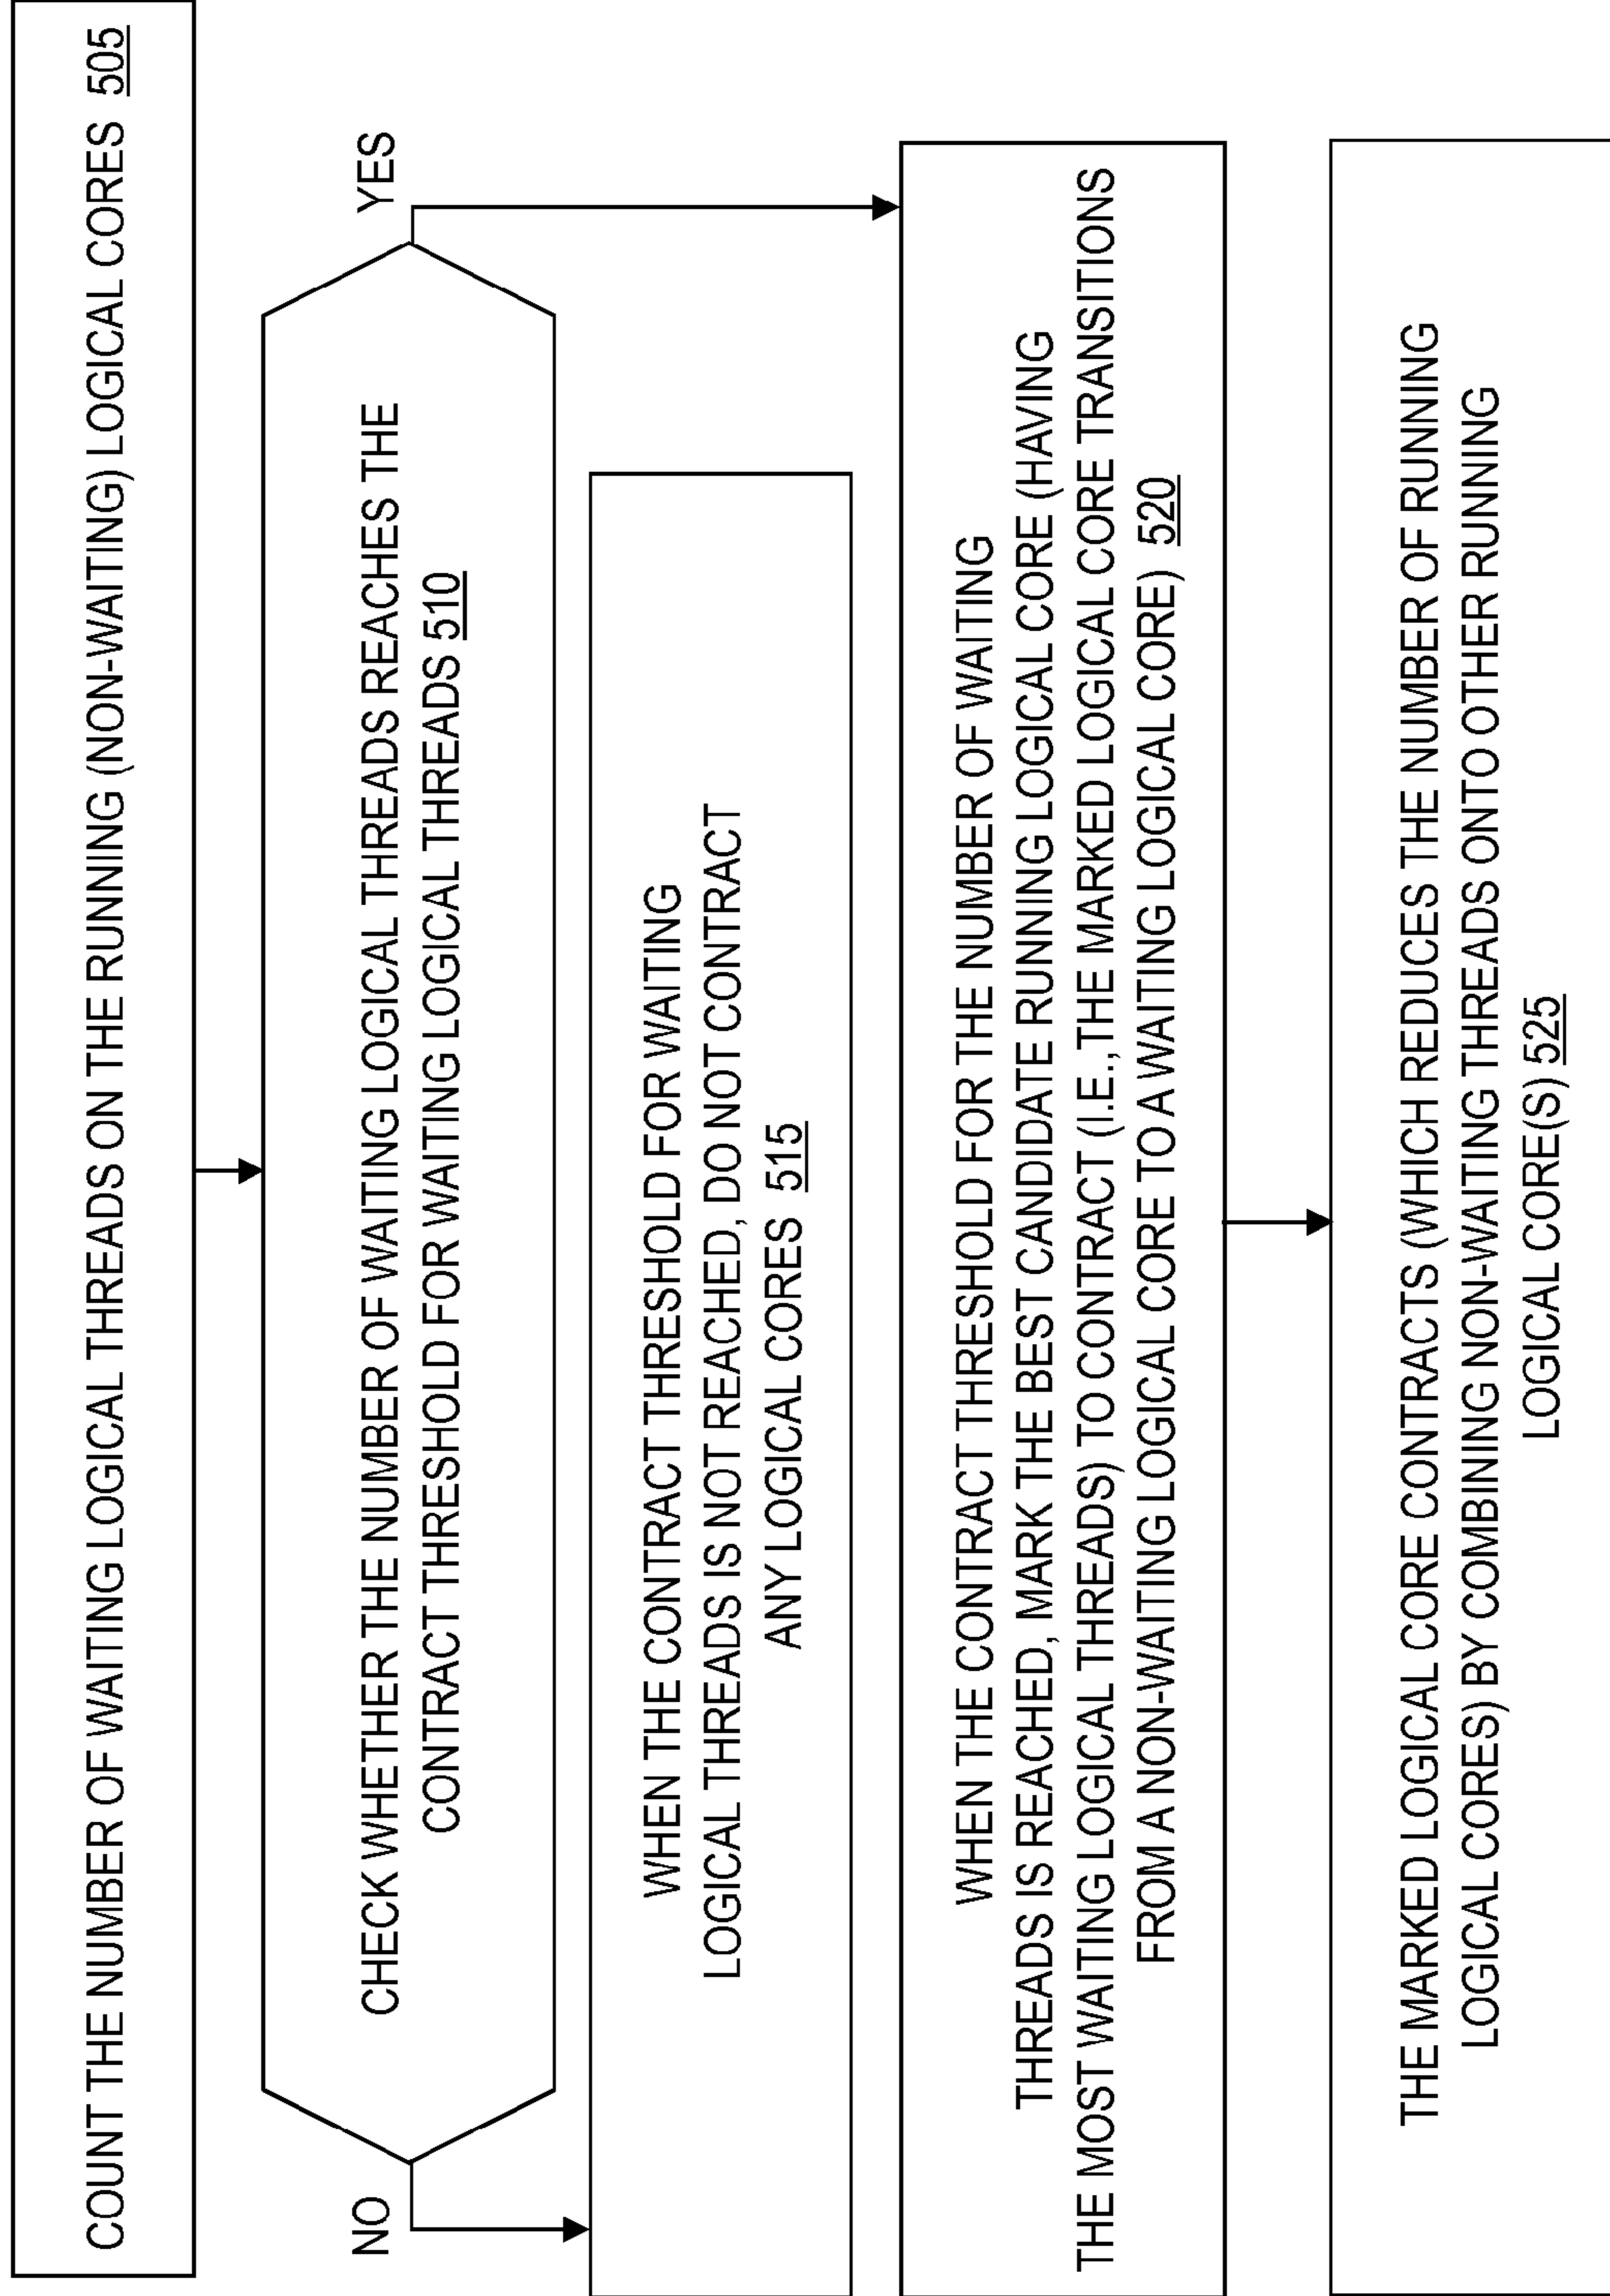 COUNT THE NUMBER OF WAITING LOGICAL THREADS ON THE RUNNING (NON-WAITING) LOGICAL CORES 505
CHECK WHETHER THE NUMBER OF WAITING LOGICAL THREADS REACHES THE
CONTRACT THRESHOLD FOR WAITING LOGICAL THREADS 510
NO
YES
WHEN THE CONTRACT THRESHOLD FOR WAITING
LOGICAL THREADS IS NOT REACHED, DO NOT CONTRACT
ANY LOGICAL CORES 515
WHEN THE CONTRACT THRESHOLD FOR THE NUMBER OF WAITING
THREADS IS REACHED, MARK THE BEST CANDIDATE RUNNING LOGICAL CORE (HAVING
THE MOST WAITING LOGICAL THREADS) TO CONTRACT (I.E.,THE MARKED LOGICAL CORE TRANSITIONS
FROM A NON-WAITING LOGICAL CORE TO A WAITING LOGICAL CORE) 520
THE MARKED LOGICAL CORE CONTRACTS (WHICH REDUCES THE NUMBER OF RUNNING
LOGICAL CORES) BY COMBINING NON-WAITING THREADS ONTO OTHER RUNNING
LOGICAL CORE(S) 525